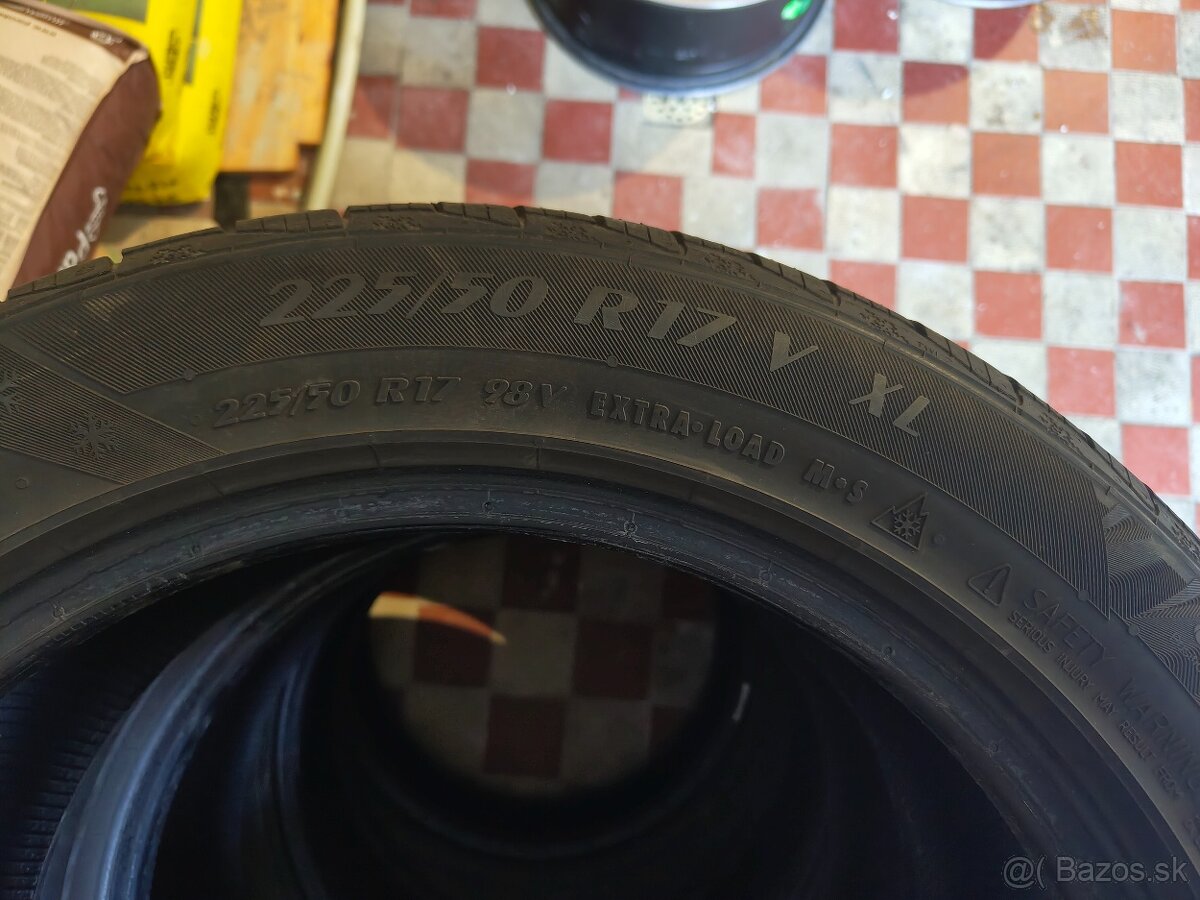 225/50 R17 V XL
225/50 R17 98V EXTRA•LOAD M•S
SAFETY WARNING
SERIOUS INJURY MAY RESULT FROM
@( Bazos.sk